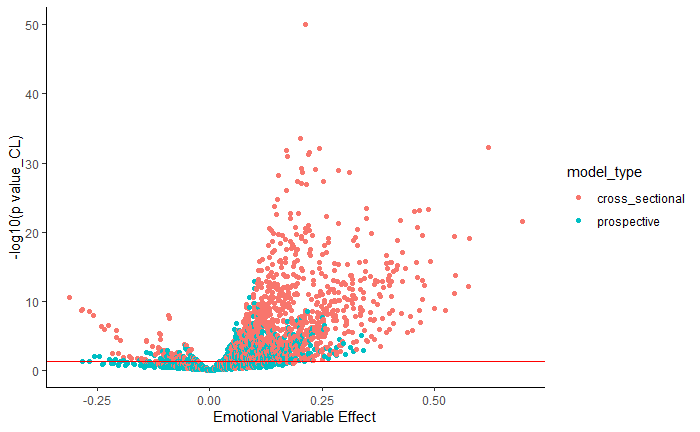 50
40
30
20
10
0
-log10(p value_CL)
-0.25
0.00
0.25
0.50
Emotional Variable Effect
model_type
cross_sectional
prospective